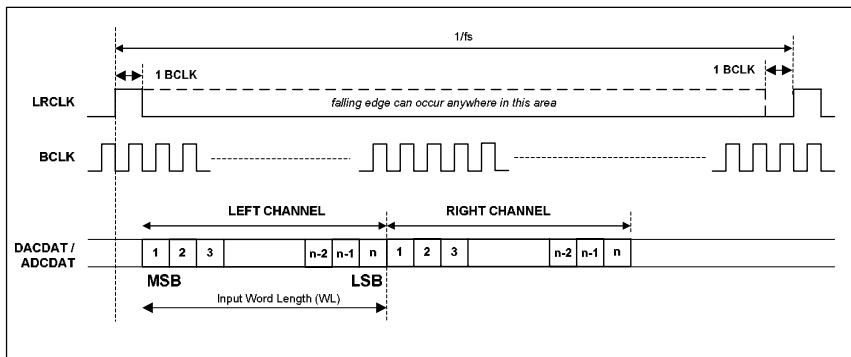 1/fs
1 BCLK
1 BCLK
LRCLK
falling edge can occur anywhere in this area
BCLK
LEFT CHANNEL
RIGHT CHANNEL
DACDAT /
ADCDAT
1 2 3 n-2 n-1 n 1 2 3 n-2 n-1 n
MSB LSB
Input Word Length (WL)